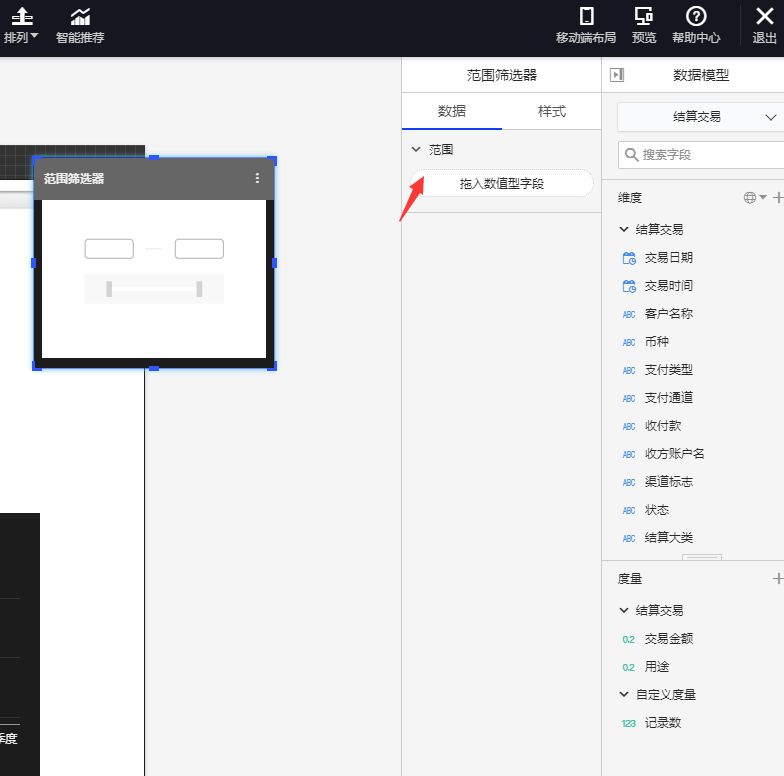 排列
智能推荐
移动端布局
预览
帮助中心
退出
范围筛选器
季度
范围筛选器
数据
样式
范围
拖入数值型字段
数据模型
结算交易
搜索字段
维度
结算交易
交易日期
交易时间
ABC 客户名称
ABC 币种
ABC 支付类型
ABC 支付通道
ABC 收付款
ABC 收方账户名
ABC 渠道标志
ABC 状态
ABC 结算大类
度量
结算交易
0.2 交易金额
0.2 用途
自定义度量
123 记录数